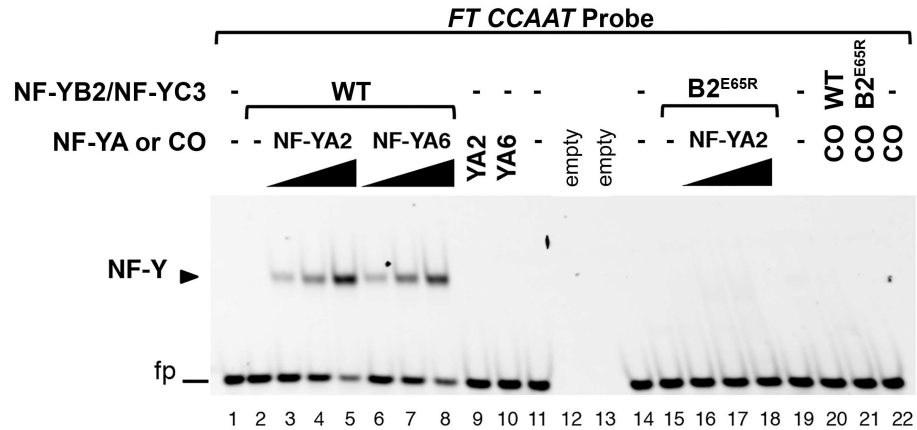 FT CCAAT Probe
NF-YB2/NF-YC3 - WT - - - - B2E65R - WT B2E65R -
NF-YA or CO - - NF-YA2 NF-YA6 YA2 YA6 - empty empty - - NF-YA2 - CO CO CO
NF-Y
fp
1 2 3 4 5 6 7 8 9 10 11 12 13 14 15 16 17 18 19 20 21 22